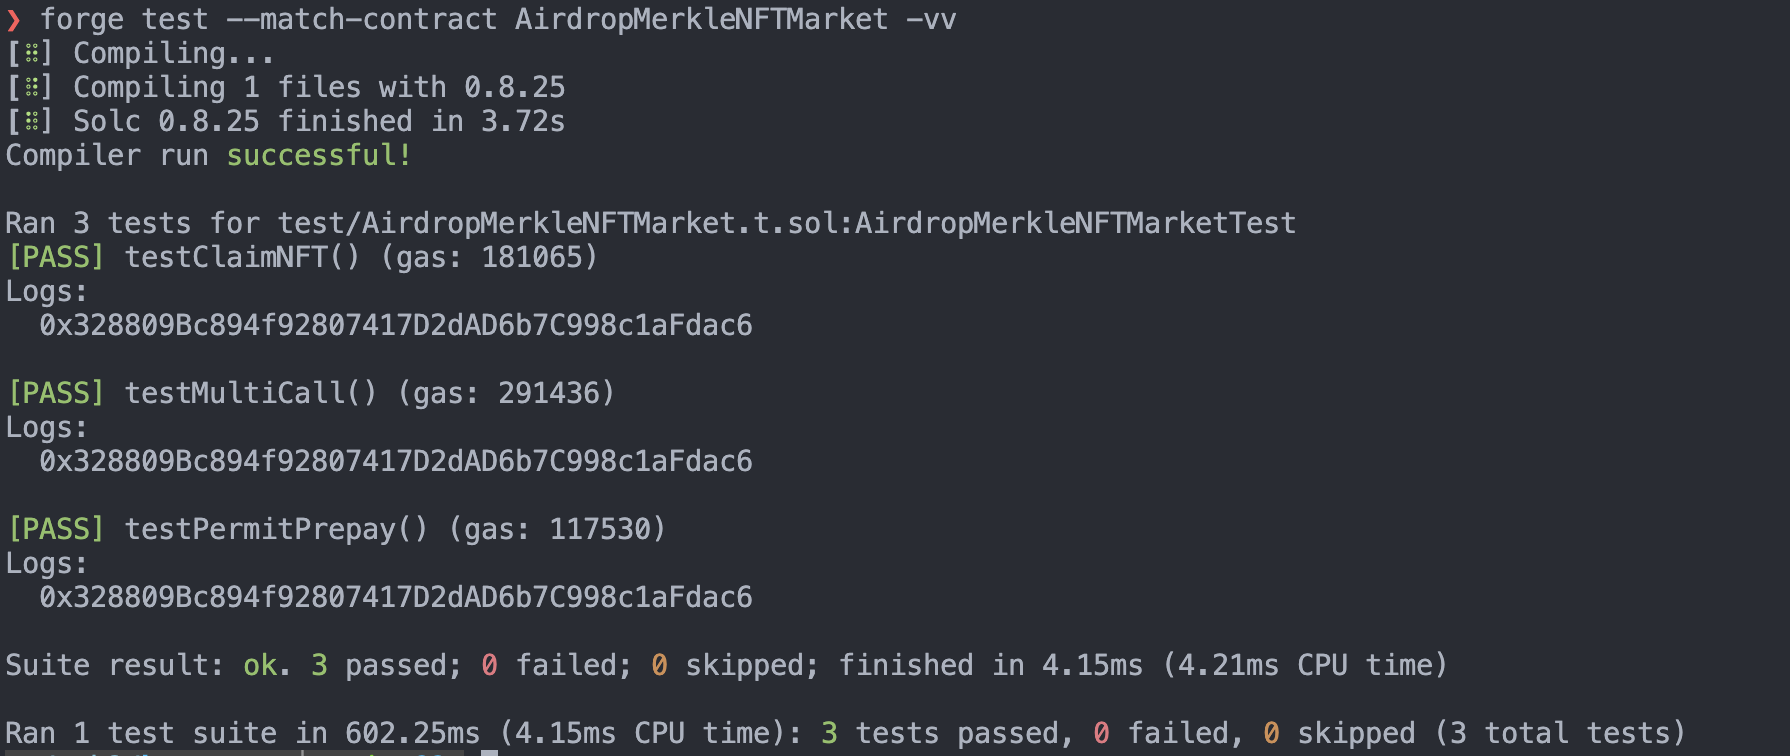 ❯ forge test --match-contract AirdropMerkleNFTMarket -vv
[⠿] Compiling...
[⠿] Compiling 1 files with 0.8.25
[⠿] Solc 0.8.25 finished in 3.72s
Compiler run successful!
Ran 3 tests for test/AirdropMerkleNFTMarket.t.sol:AirdropMerkleNFTMarketTest
[PASS] testClaimNFT() (gas: 181065)
Logs:
0x328809Bc894f92807417D2dAD6b7C998c1aFdac6
[PASS] testMultiCall() (gas: 291436)
Logs:
0x328809Bc894f92807417D2dAD6b7C998c1aFdac6
[PASS] testPermitPrepay() (gas: 117530)
Logs:
0x328809Bc894f92807417D2dAD6b7C998c1aFdac6
Suite result: ok. 3 passed; 0 failed; 0 skipped; finished in 4.15ms (4.21ms CPU time)
Ran 1 test suite in 602.25ms (4.15ms CPU time): 3 tests passed, 0 failed, 0 skipped (3 total tests)